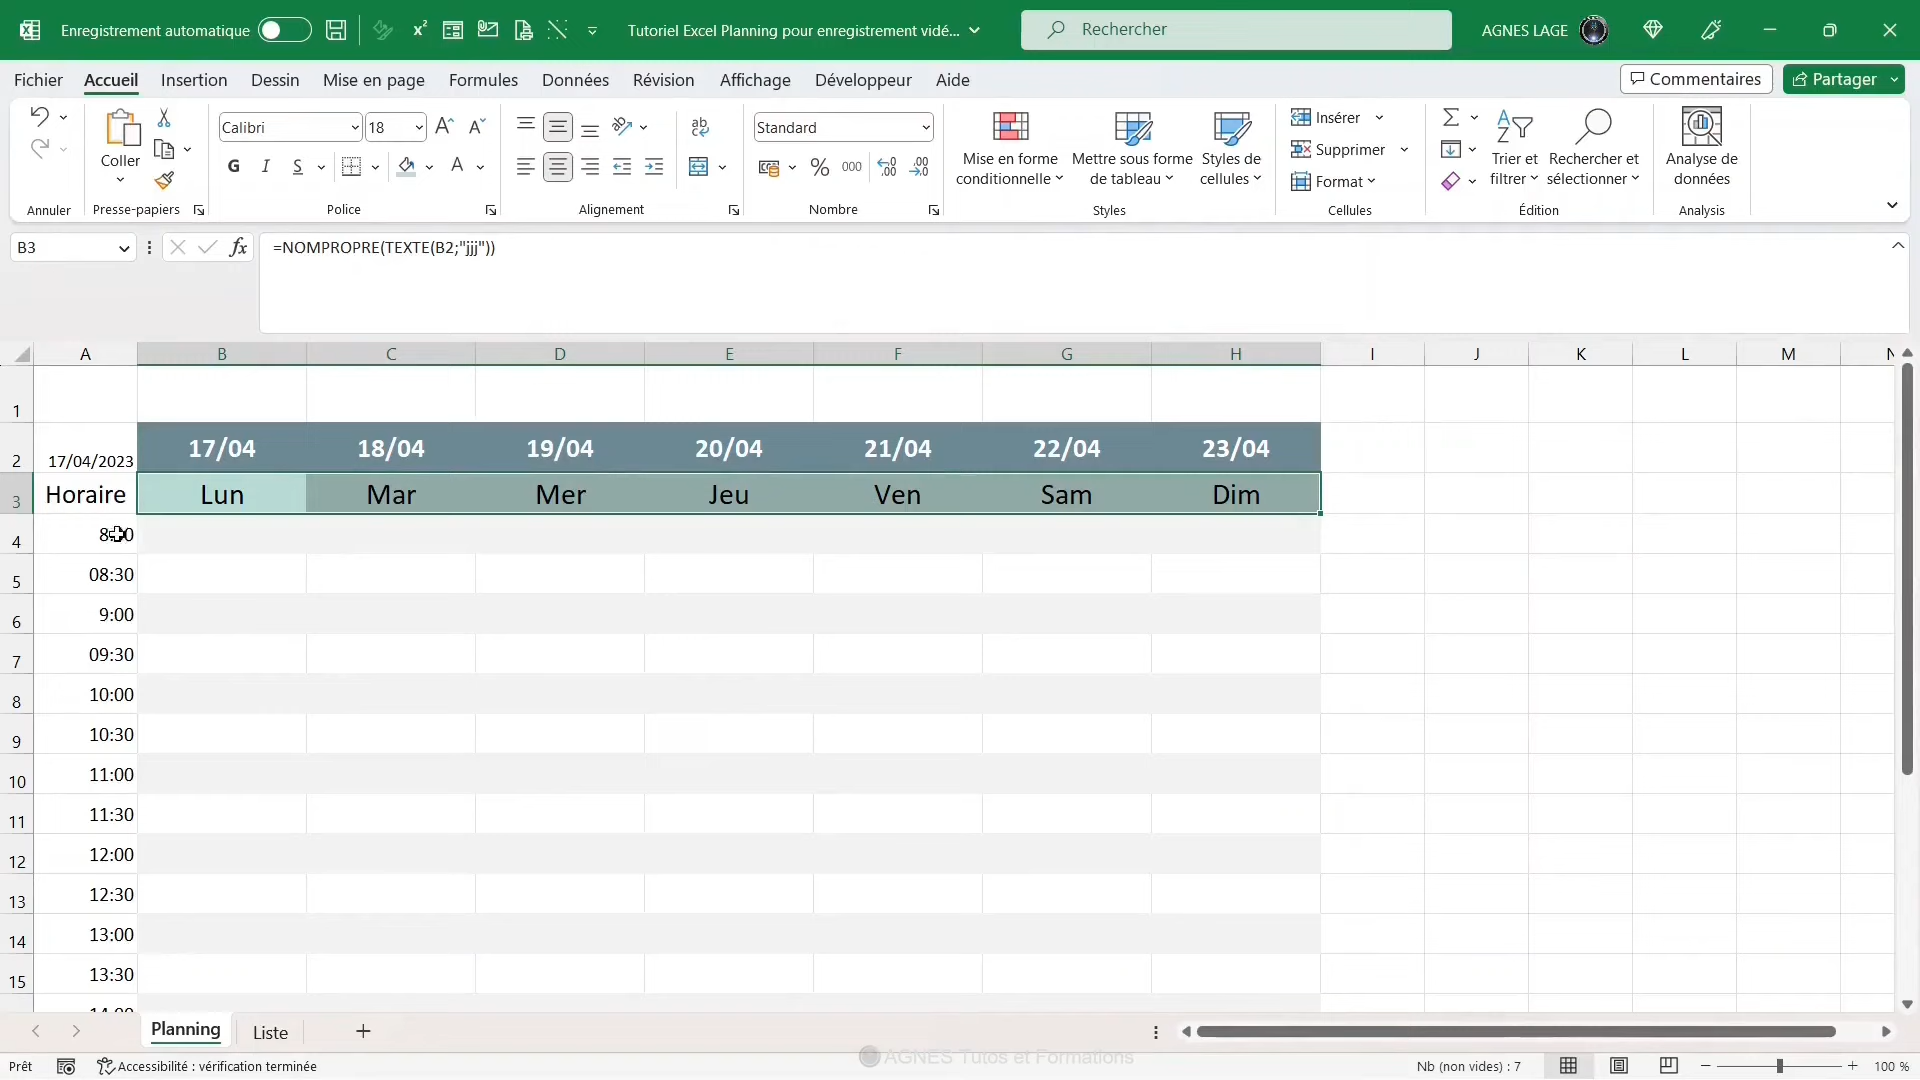 Enregistrement automatique
Tutoriel Excel Planning pour enregistrement vidé...
Rechercher
AGNES LAGE
Fichier Accueil Insertion Dessin Mise en page Formules Données Révision Affichage Développeur Aide
Commentaires Partager
Coller
Annuler
Presse-papiers
Calibri 18
G I S
Police
Alignement
Standard
% 000
Nombre
Mise en forme conditionnelle
Mettre sous forme de tableau
Styles de cellules
Styles
Insérer
Supprimer
Format
Cellules
Trier et filtrer
Rechercher et sélectionner
Édition
Analyse de données
Analysis
B3 fx =NOMPROPRE(TEXTE(B2;"jjj"))
A B C D E F G H I J K L M N
1
2 17/04/2023 17/04 18/04 19/04 20/04 21/04 22/04 23/04
3 Horaire Lun Mar Mer Jeu Ven Sam Dim
4
5 08:30
6 9:00
7 09:30
8 10:00
9 10:30
10 11:00
11 11:30
12 12:00
13 12:30
14 13:00
15 13:30
Planning Liste
AGNES Tutos et Formations
Prêt Accessibilité : vérification terminée Nb (non vides) : 7 100 %